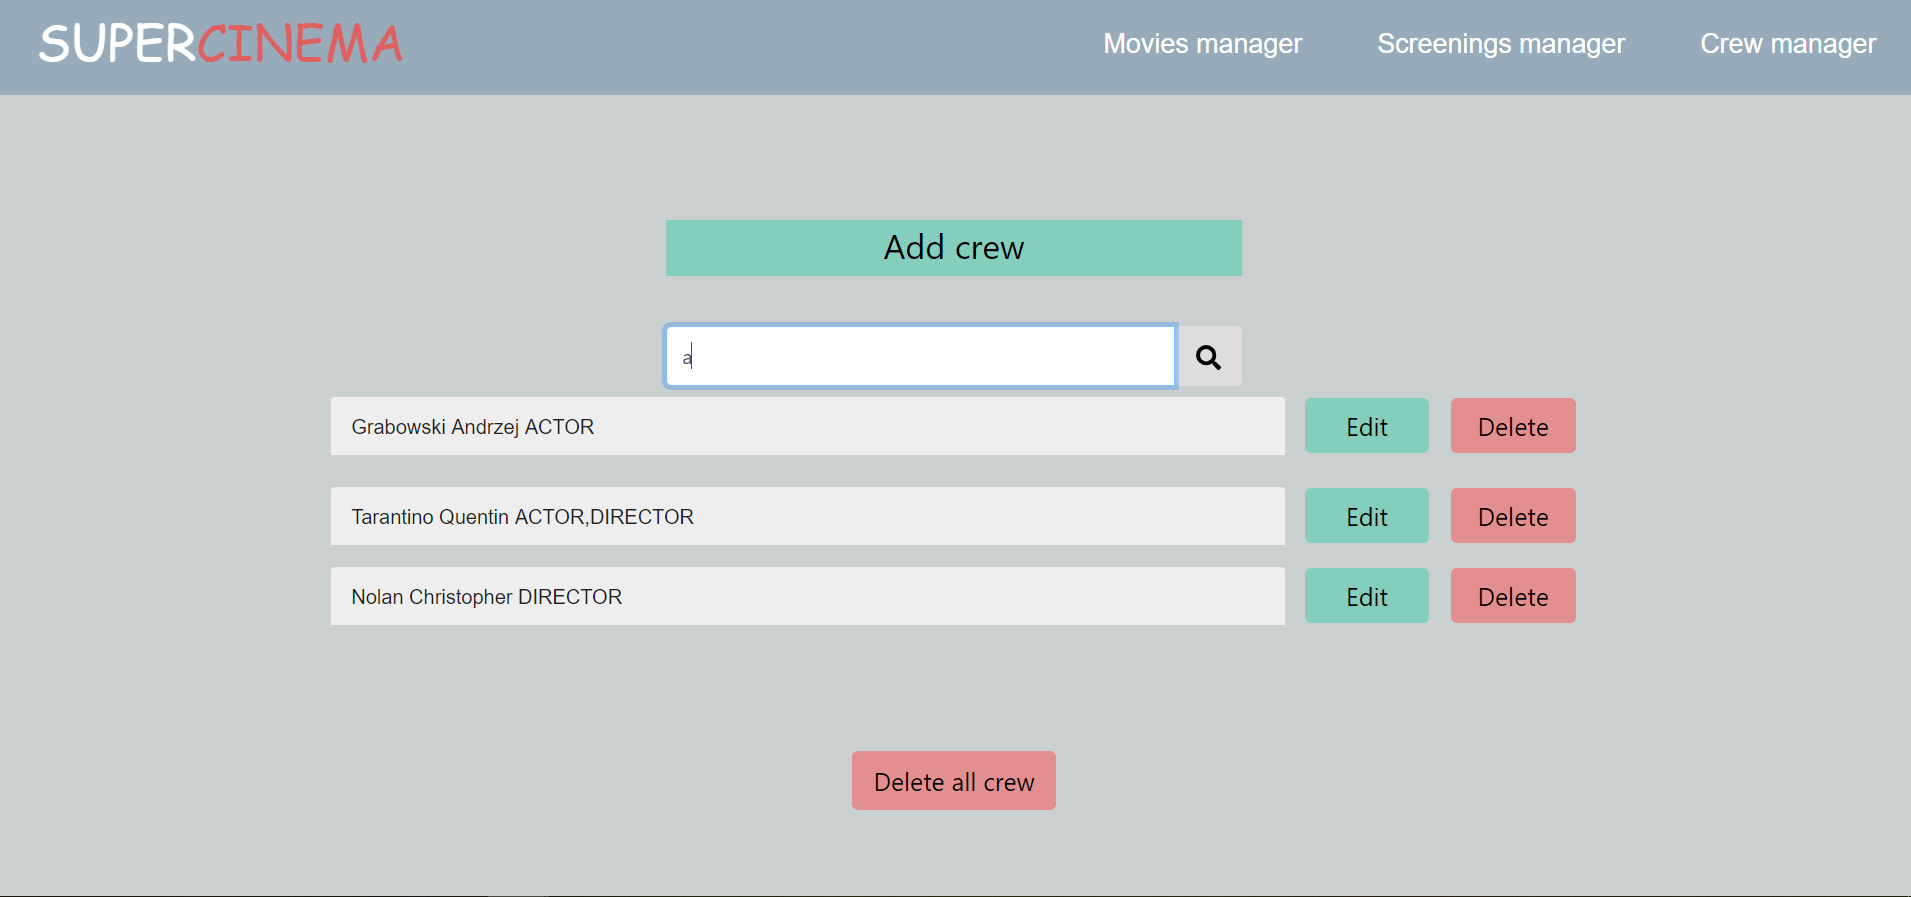 SUPERCINEMA Movies manager Screenings manager Crew manager
Add crew
a
Grabowski Andrzej ACTOR Edit Delete
Tarantino Quentin ACTOR,DIRECTOR Edit Delete
Nolan Christopher DIRECTOR Edit Delete
Delete all crew